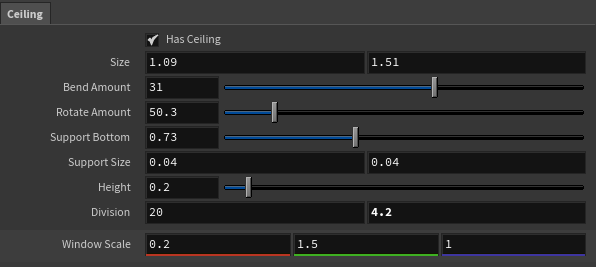 Ceiling
Has Ceiling
Size 1.09 1.51
Bend Amount 31
Rotate Amount 50.3
Support Bottom 0.73
Support Size 0.04 0.04
Height 0.2
Division 20 4.2
Window Scale 0.2 1.5 1